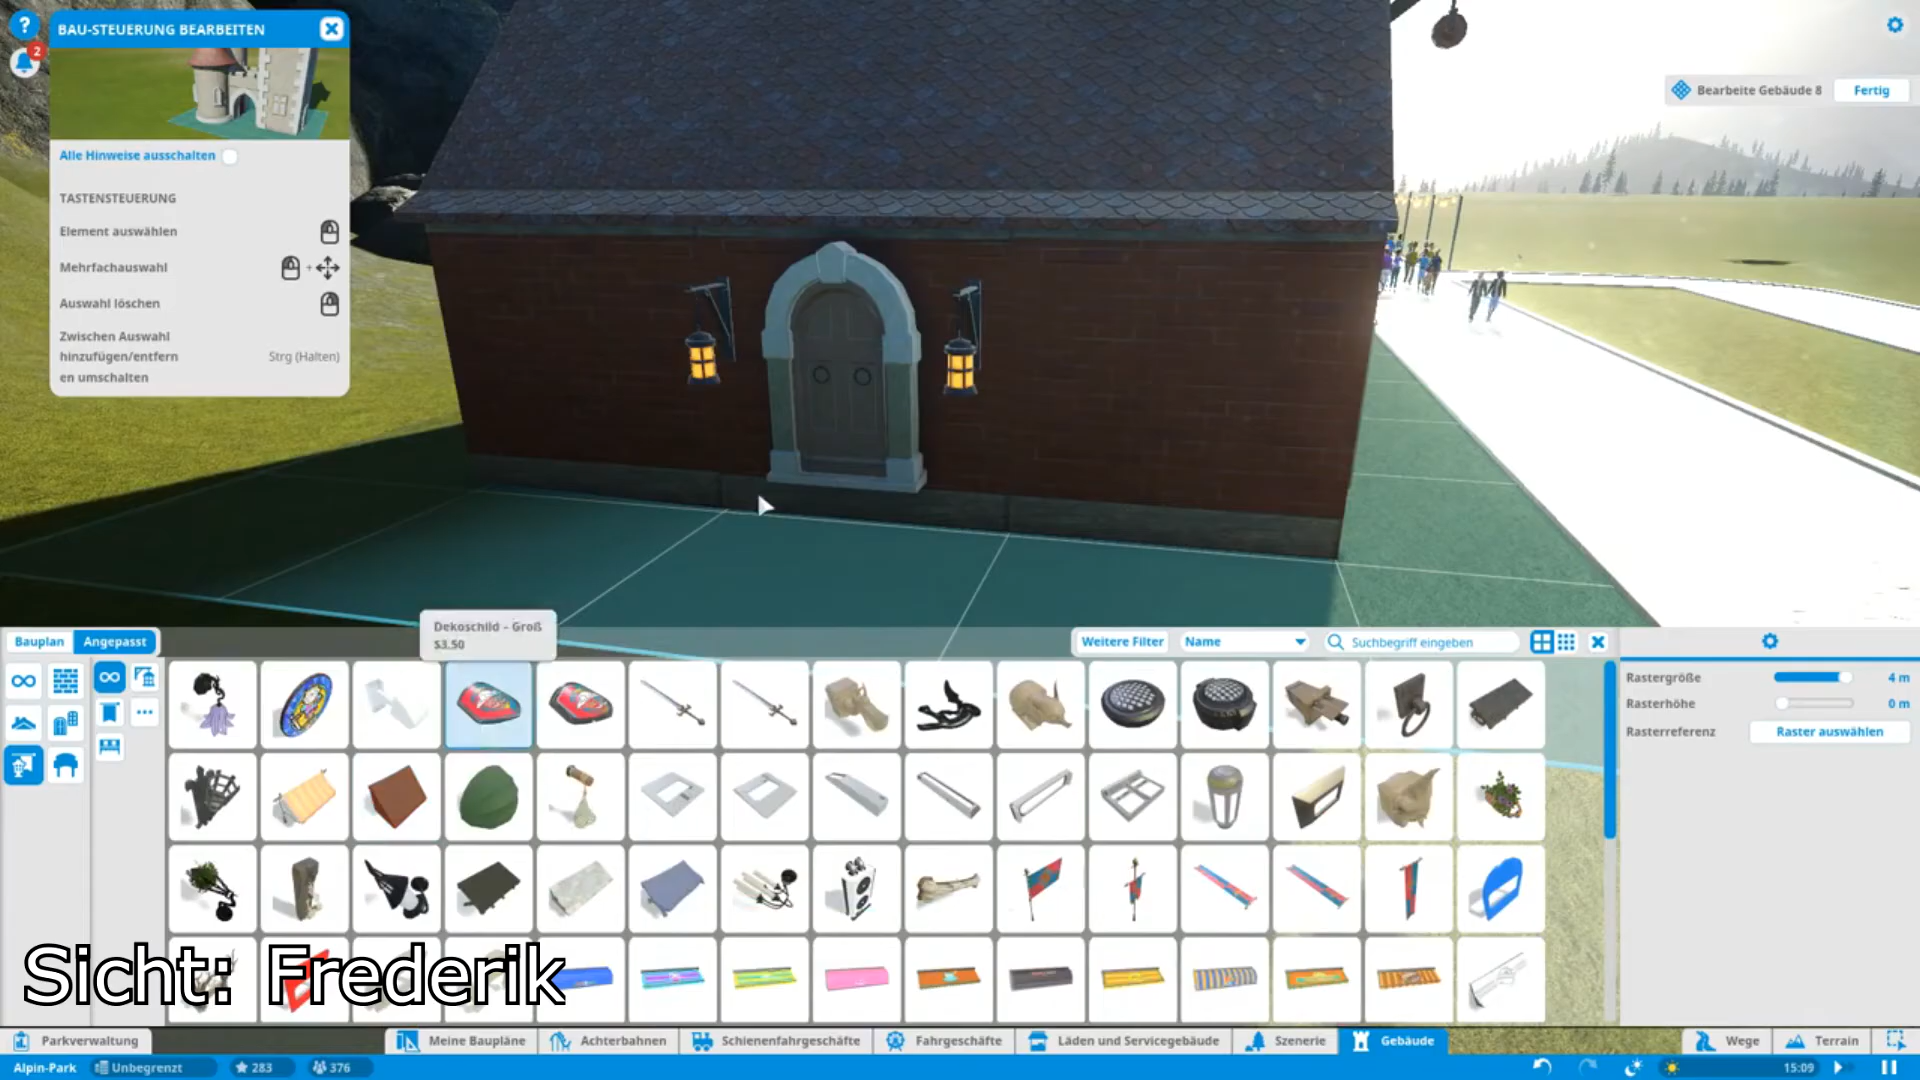 ?
BAU-STEUERUNG BEARBEITEN
2
Alle Hinweise ausschalten
TASTENSTEUERUNG
Element auswählen
Mehrfachauswahl
+
Auswahl löschen
Zwischen Auswahl
hinzufügen/entfern
en umschalten
Strg (Halten)
Bearbeite Gebäude 8
Fertig
Dekoschild - Groß
$3.50
Bauplan
Angepasst
Weitere Filter
Name
Suchbegriff eingeben
Rastergröße
4 m
Rasterhöhe
0 m
Rasterreferenz
Raster auswählen
Sicht: Frederik
Parkverwaltung
Meine Baupläne
Achterbahnen
Schienenfahrgeschäfte
Fahrgeschäfte
Läden und Servicegebäude
Szenerie
Gebäude
Wege
Terrain
Alpin-Park
Unbegrenzt
283
376
15:09